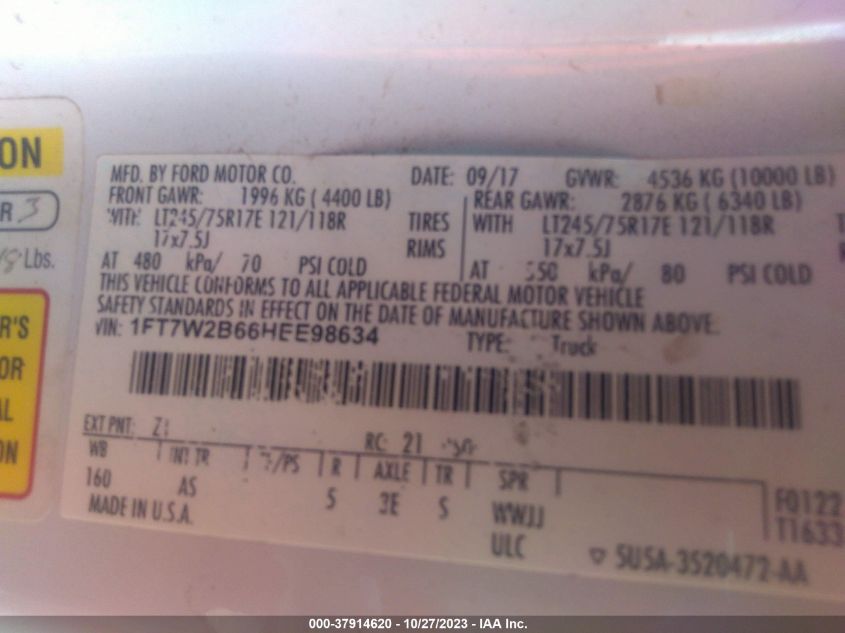 ON
R 3
Lbs.
R'S
OR
AL
ON
MFD. BY FORD MOTOR CO. DATE: 09/17 GVWR: 4536 KG (10000 LB)
FRONT GAWR: 1996 KG ( 4400 LB) REAR GAWR: 2876 KG ( 6340 LB)
WITH: LT245/75R17E 121/118R TIRES WITH LT245/75R17E 121/118R
17x7.5J RIMS 17x7.5J
AT 480 kPa/ 70 PSI COLD AT 550 kPa/ 80 PSI COLD
THIS VEHICLE CONFORMS TO ALL APPLICABLE FEDERAL MOTOR VEHICLE
SAFETY STANDARDS IN EFFECT ON THE DATE OF MANUFACTURE SHOWN ABOVE.
VIN: 1FT7W2B66HEE98634 TYPE: Truck
EXT PNT: Z1 RC: 21
WB INT TR /PS R AXLE TR SPR
160 AS 5 3E S WWJJ F0122
MADE IN U.S.A. ULC T1633
▽ 5U5A-3520472-AA
000-37914620 - 10/27/2023 - IAA Inc.